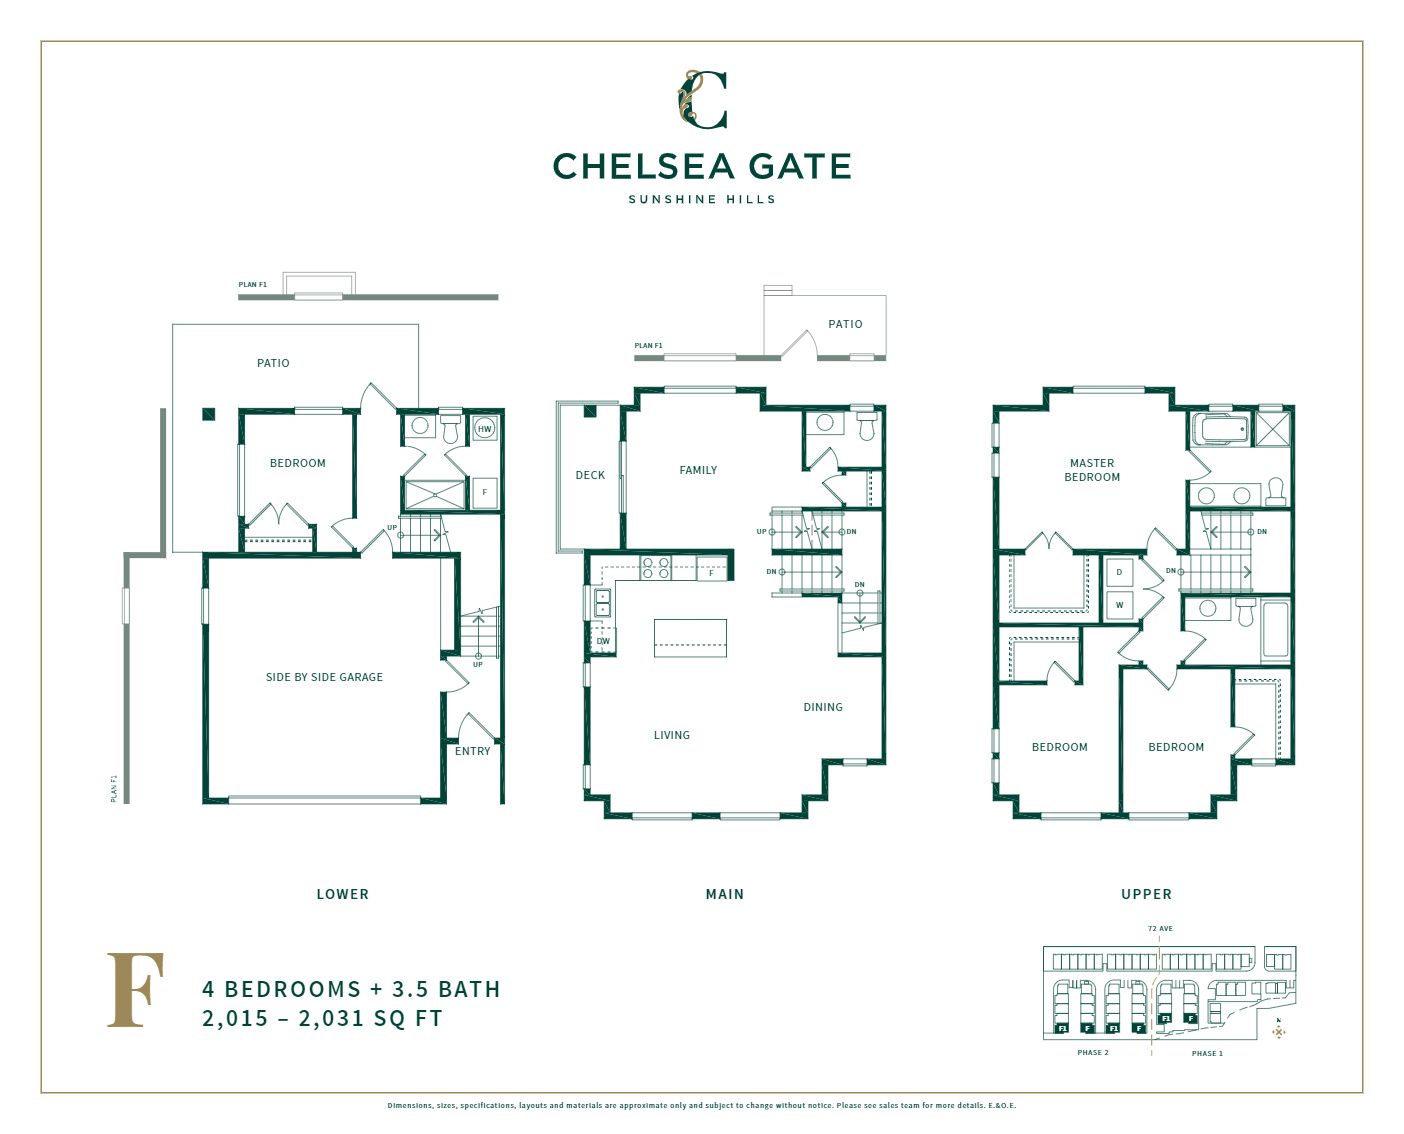 C
CHELSEA GATE
SUNSHINE HILLS
PLAN F1
PATIO
BEDROOM
HW
F
UP
SIDE BY SIDE GARAGE
UP
ENTRY
PLAN F1
LOWER
PLAN F1
PATIO
DECK
FAMILY
UP
DN
DN
DN
F
DW
DINING
LIVING
MAIN
MASTER
BEDROOM
DN
DN
D
W
BEDROOM
BEDROOM
UPPER
F
4 BEDROOMS + 3.5 BATH
2,015 – 2,031 SQ FT
72 AVE
F1
F
F1
F
F1
F
N
PHASE 2
PHASE 1
Dimensions, sizes, specifications, layouts and materials are approximate only and subject to change without notice. Please see sales team for more details. E.&O.E.